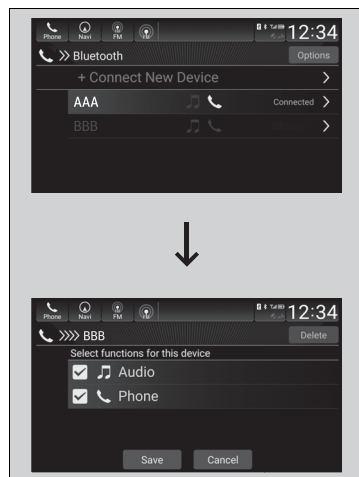 Phone Navi FM 12:34
Bluetooth Options
+ Connect New Device
AAA Connected
BBB
Phone Navi FM 12:34
BBB Delete
Select functions for this device
Audio
Phone
Save Cancel